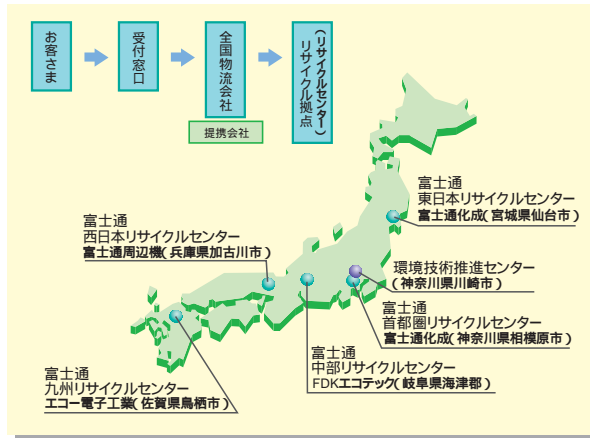 お客さま
受付窓口
全国物流会社
提携会社
リサイクル拠点
（リサイクルセンター）
富士通
東日本リサイクルセンター
富士通化成（宮城県仙台市）
富士通
西日本リサイクルセンター
富士通周辺機（兵庫県加古川市）
環境技術推進センター
（神奈川県川崎市）
富士通
首都圏リサイクルセンター
富士通化成（神奈川県相模原市）
富士通
中部リサイクルセンター
FDKエコテック（岐阜県海津郡）
富士通
九州リサイクルセンター
エコー電子工業（佐賀県鳥栖市）